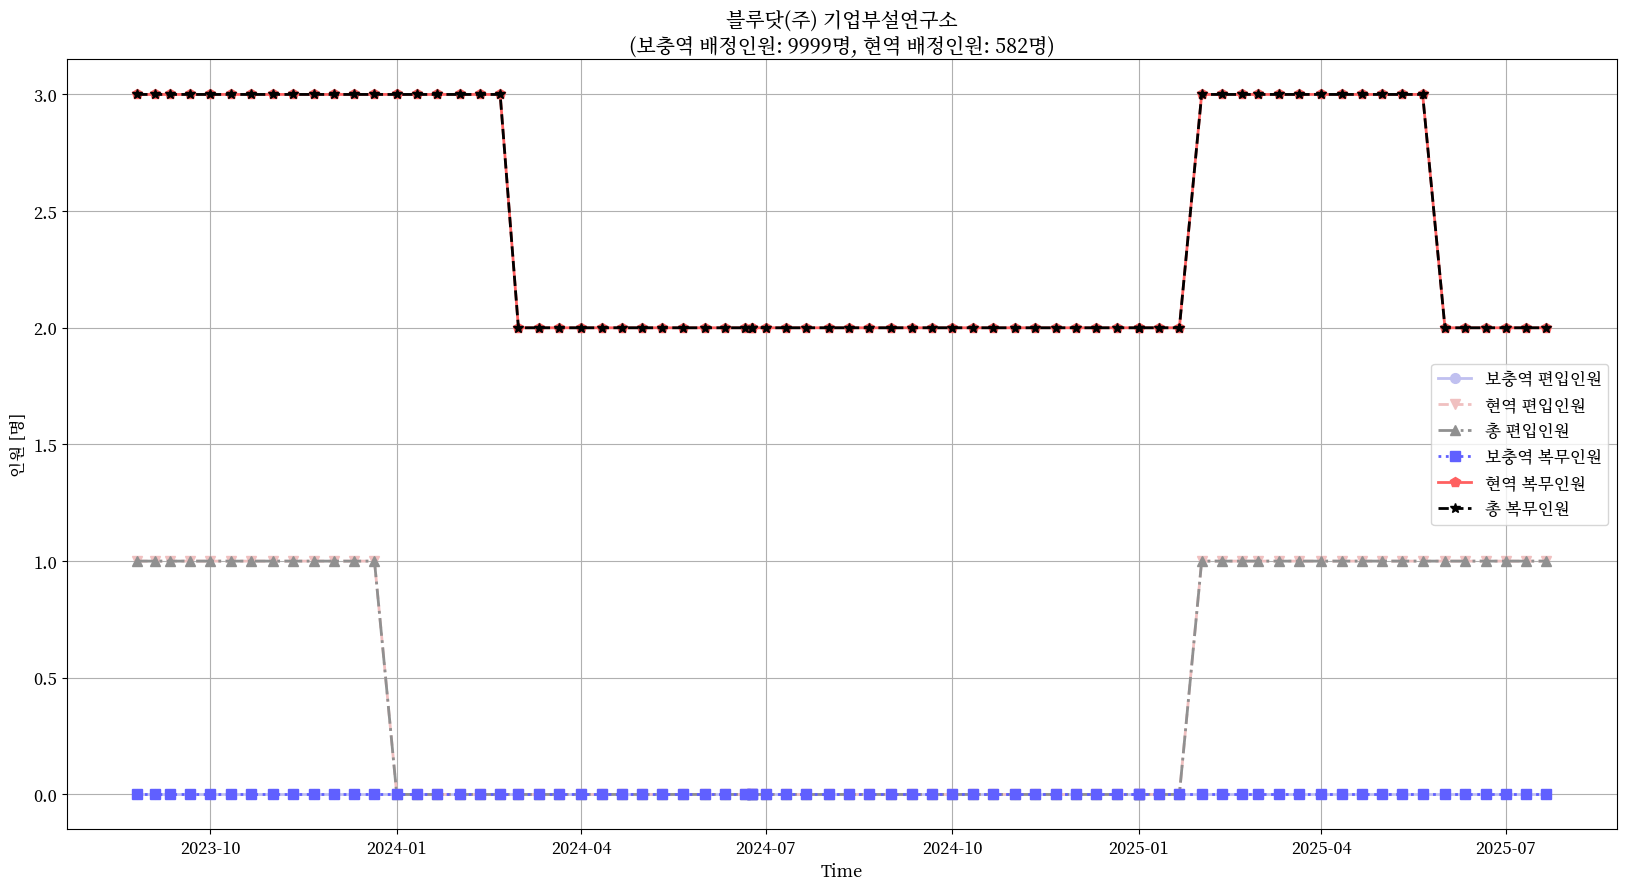 블루닷(주) 기업부설연구소
(보충역 배정인원: 9999명, 현역 배정인원: 582명)
3.0
2.5
2.0
1.5
1.0
0.5
0.0
인원 [명]
보충역 편입인원
현역 편입인원
총 편입인원
보충역 복무인원
현역 복무인원
총 복무인원
2023-10
2024-01
2024-04
2024-07
2024-10
2025-01
2025-04
2025-07
Time